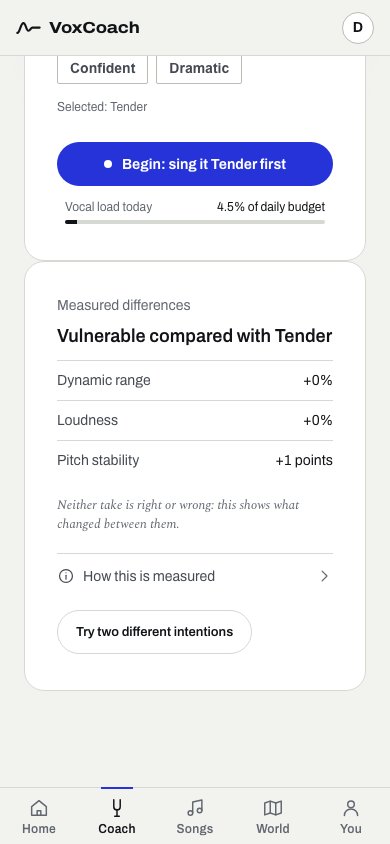 VoxCoach
D
Confident
Dramatic
Selected: Tender
Begin: sing it Tender first
Vocal load today
4.5% of daily budget
Measured differences
Vulnerable compared with Tender
Dynamic range
+0%
Loudness
+0%
Pitch stability
+1 points
Neither take is right or wrong: this shows what
changed between them.
How this is measured
Try two different intentions
Home
Coach
Songs
World
You